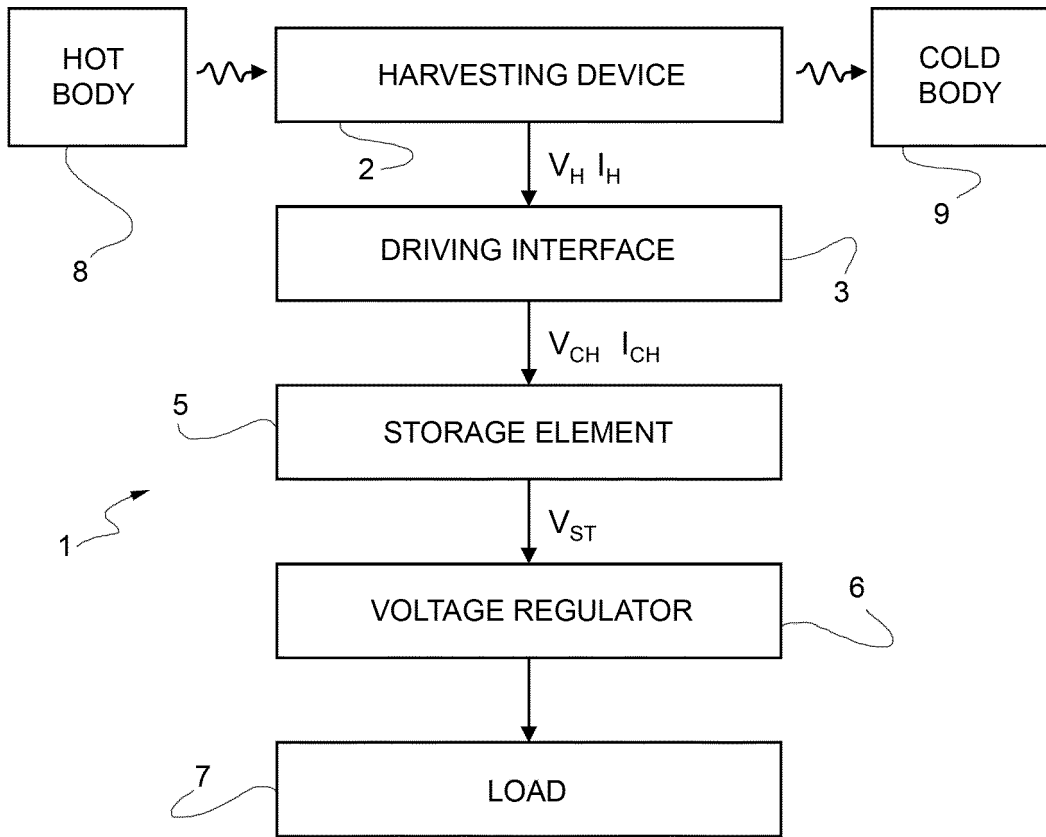 HOT
BODY
HARVESTING DEVICE
COLD
BODY
2
V_H I_H
8
9
DRIVING INTERFACE
3
V_CH I_CH
5
STORAGE ELEMENT
1
V_ST
6
VOLTAGE REGULATOR
7
LOAD